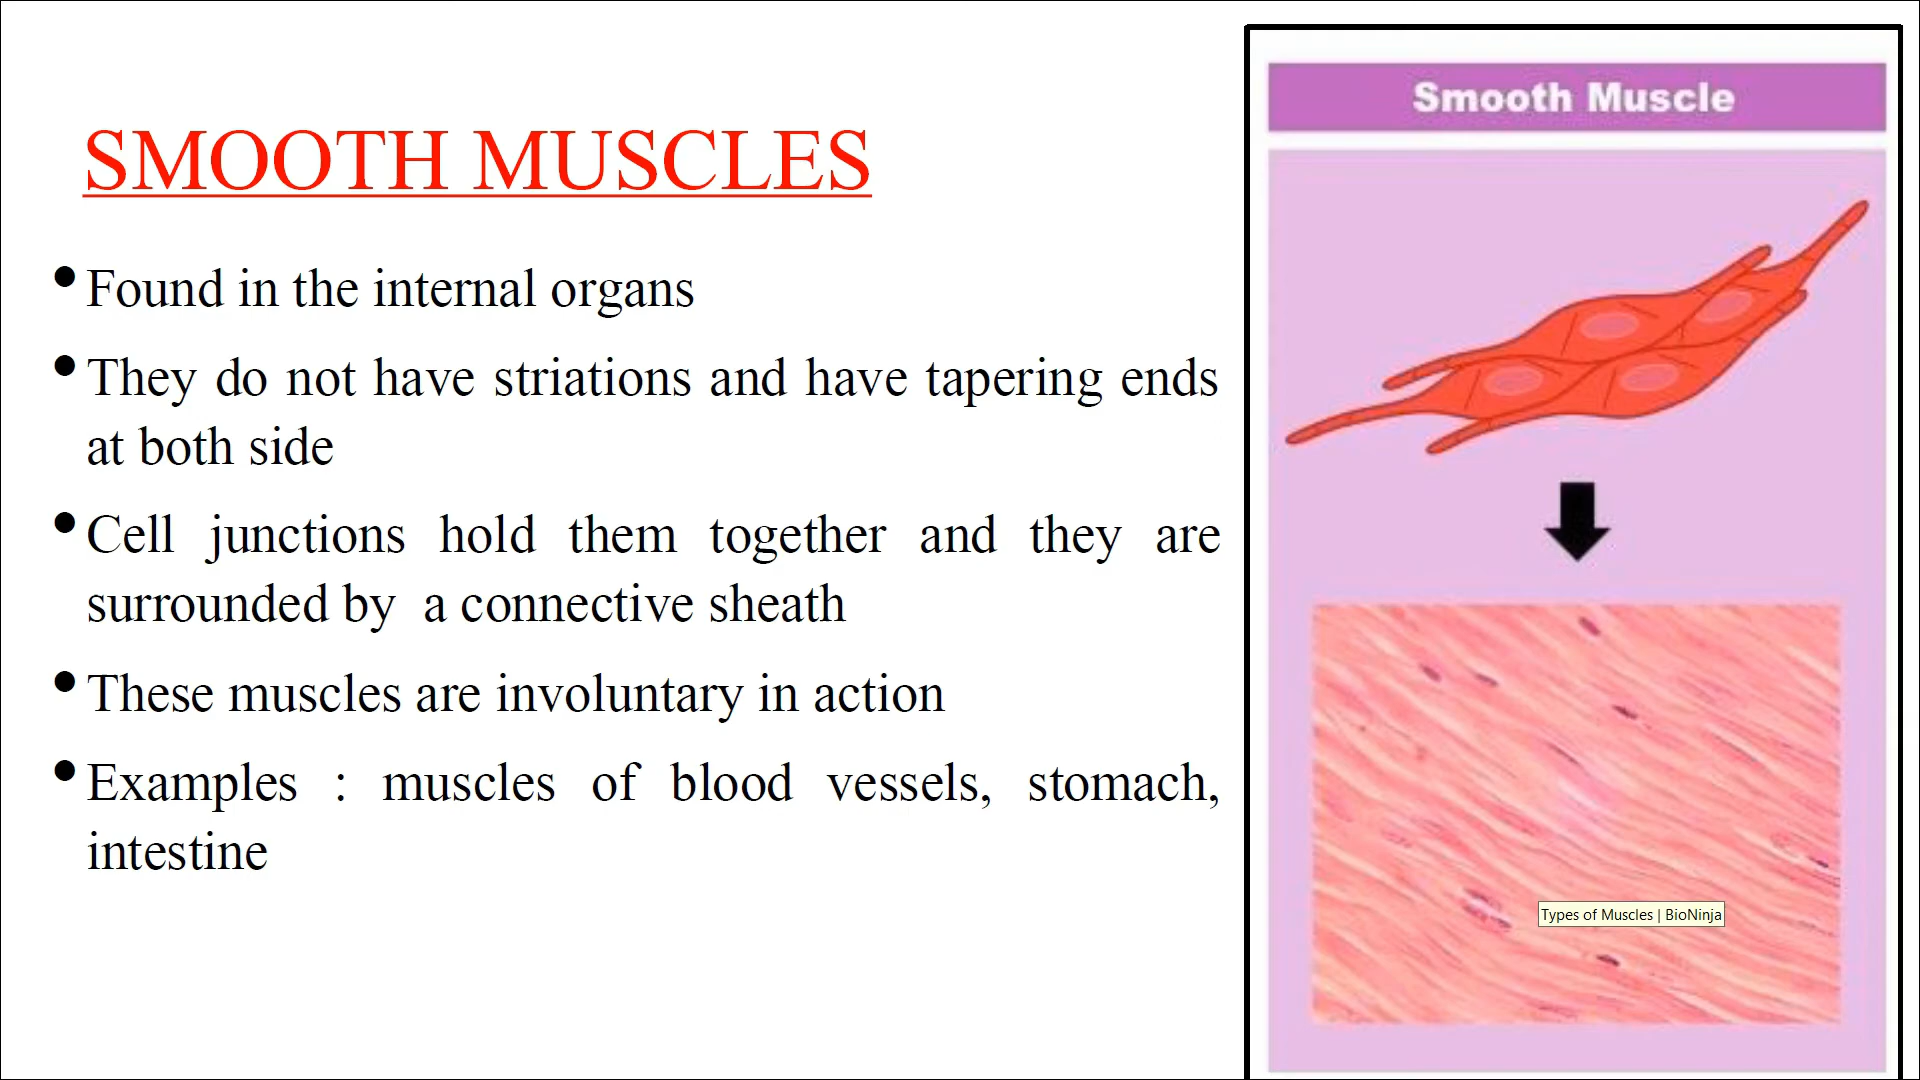 SMOOTH MUSCLES
• Found in the internal organs
• They do not have striations and have tapering ends
at both side
• Cell junctions hold them together and they are
surrounded by a connective sheath
• These muscles are involuntary in action
• Examples : muscles of blood vessels, stomach,
intestine
Smooth Muscle
Types of Muscles | BioNinja